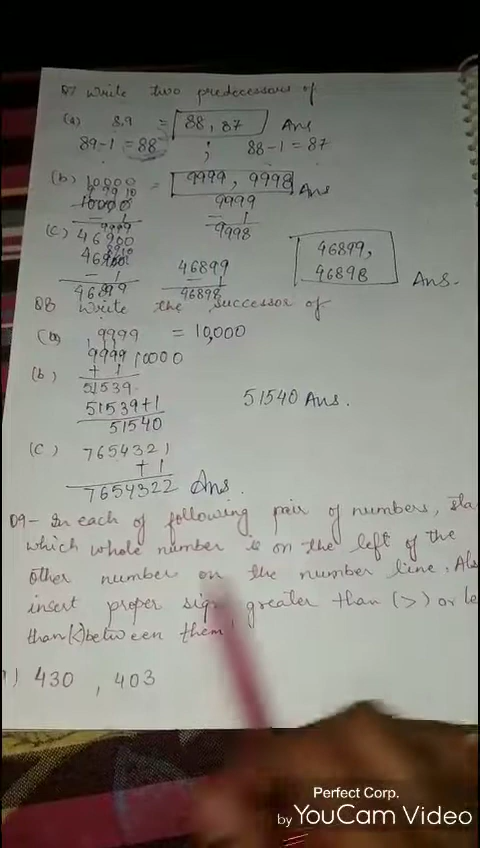 Q7 Write two predecessors of
(a) 89 = 88, 87 Ans
89-1 = 88 ; 88-1 = 87
(b) 10000 = 9999, 9998 Ans
10000 9999
- 1 - 1
9999 9998
(c) 46900
46900 46899 46899,
- 1 - 1 46898 Ans.
46899 46898
Q8 Write the successor of
(a) 9999 = 10,000
9999 10000
+ 1
(b) 51539
51539+1 51540 Ans.
51540
(c) 7654321
+ 1
7654322 Ans.
Q9- In each of following pair of numbers, sta
which whole number is on the left of the
other number on the number line. Als
insert proper sign greater than (>) or le
than(<) between them
430 , 403
Perfect Corp.
by YouCam Video